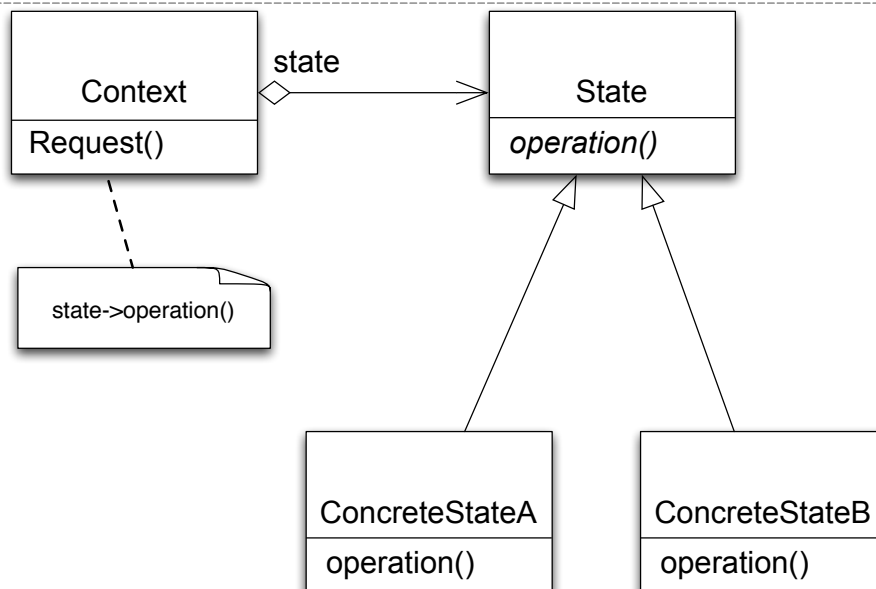 state
Context
State
Request()
operation()
state->operation()
ConcreteStateA
ConcreteStateB
operation()
operation()